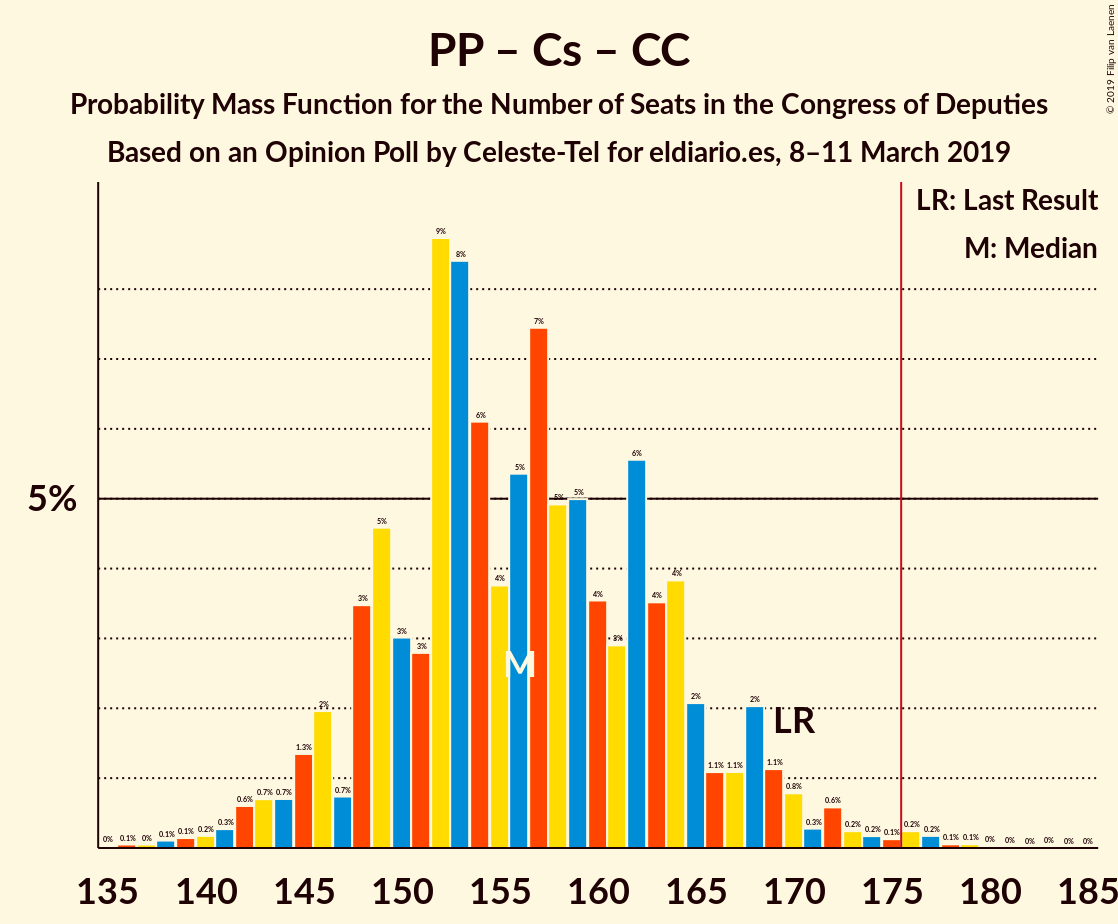 PP – Cs – CC
Probability Mass Function for the Number of Seats in the Congress of Deputies
Based on an Opinion Poll by Celeste-Tel for eldiario.es, 8–11 March 2019
© 2019 Filip van Laenen
LR: Last Result
M: Median
5%
0% 0.1% 0% 0.1% 0.1% 0.2% 0.3% 0.6% 0.7% 0.7% 1.3% 2% 0.7% 3% 5% 3% 3% 9% 8% 6% 4% 5% 7% 5% 5% 4% 3% 6% 4% 4% 2% 1.1% 1.1% 2% 1.1% 0.8% 0.3% 0.6% 0.2% 0.2% 0.1% 0.2% 0.2% 0.1% 0.1% 0% 0% 0% 0% 0% 0%
M
LR
135 140 145 150 155 160 165 170 175 180 185